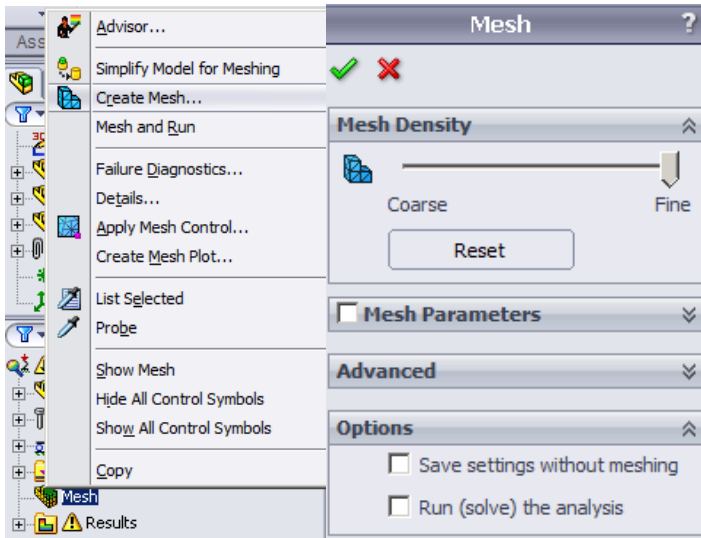 Ass
Advisor...
Simplify Model for Meshing
Create Mesh...
Mesh and Run
Failure Diagnostics...
Details...
Apply Mesh Control...
Create Mesh Plot...
List Selected
Probe
Show Mesh
Hide All Control Symbols
Show All Control Symbols
Copy
Mesh
Results
Mesh ?
Mesh Density
Coarse Fine
Reset
Mesh Parameters
Advanced
Options
Save settings without meshing
Run (solve) the analysis